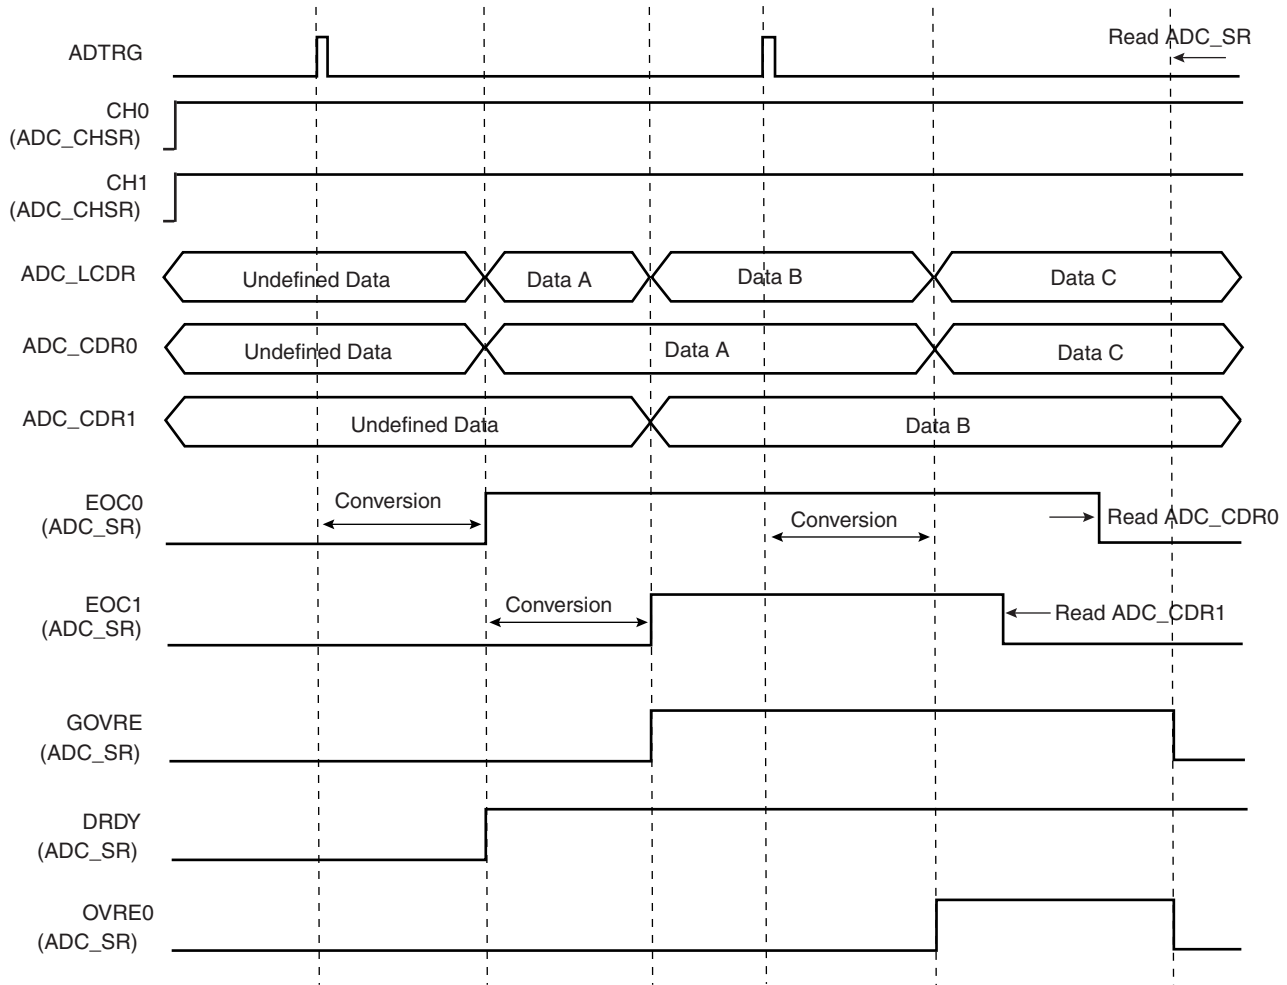 ADTRG
Read ADC_SR
CH0
(ADC_CHSR)
CH1
(ADC_CHSR)
ADC_LCDR
Undefined Data
Data A
Data B
Data C
ADC_CDR0
Undefined Data
Data A
Data C
ADC_CDR1
Undefined Data
Data B
EOC0
(ADC_SR)
Conversion
Conversion
Read ADC_CDR0
EOC1
(ADC_SR)
Conversion
Read ADC_CDR1
GOVRE
(ADC_SR)
DRDY
(ADC_SR)
OVRE0
(ADC_SR)